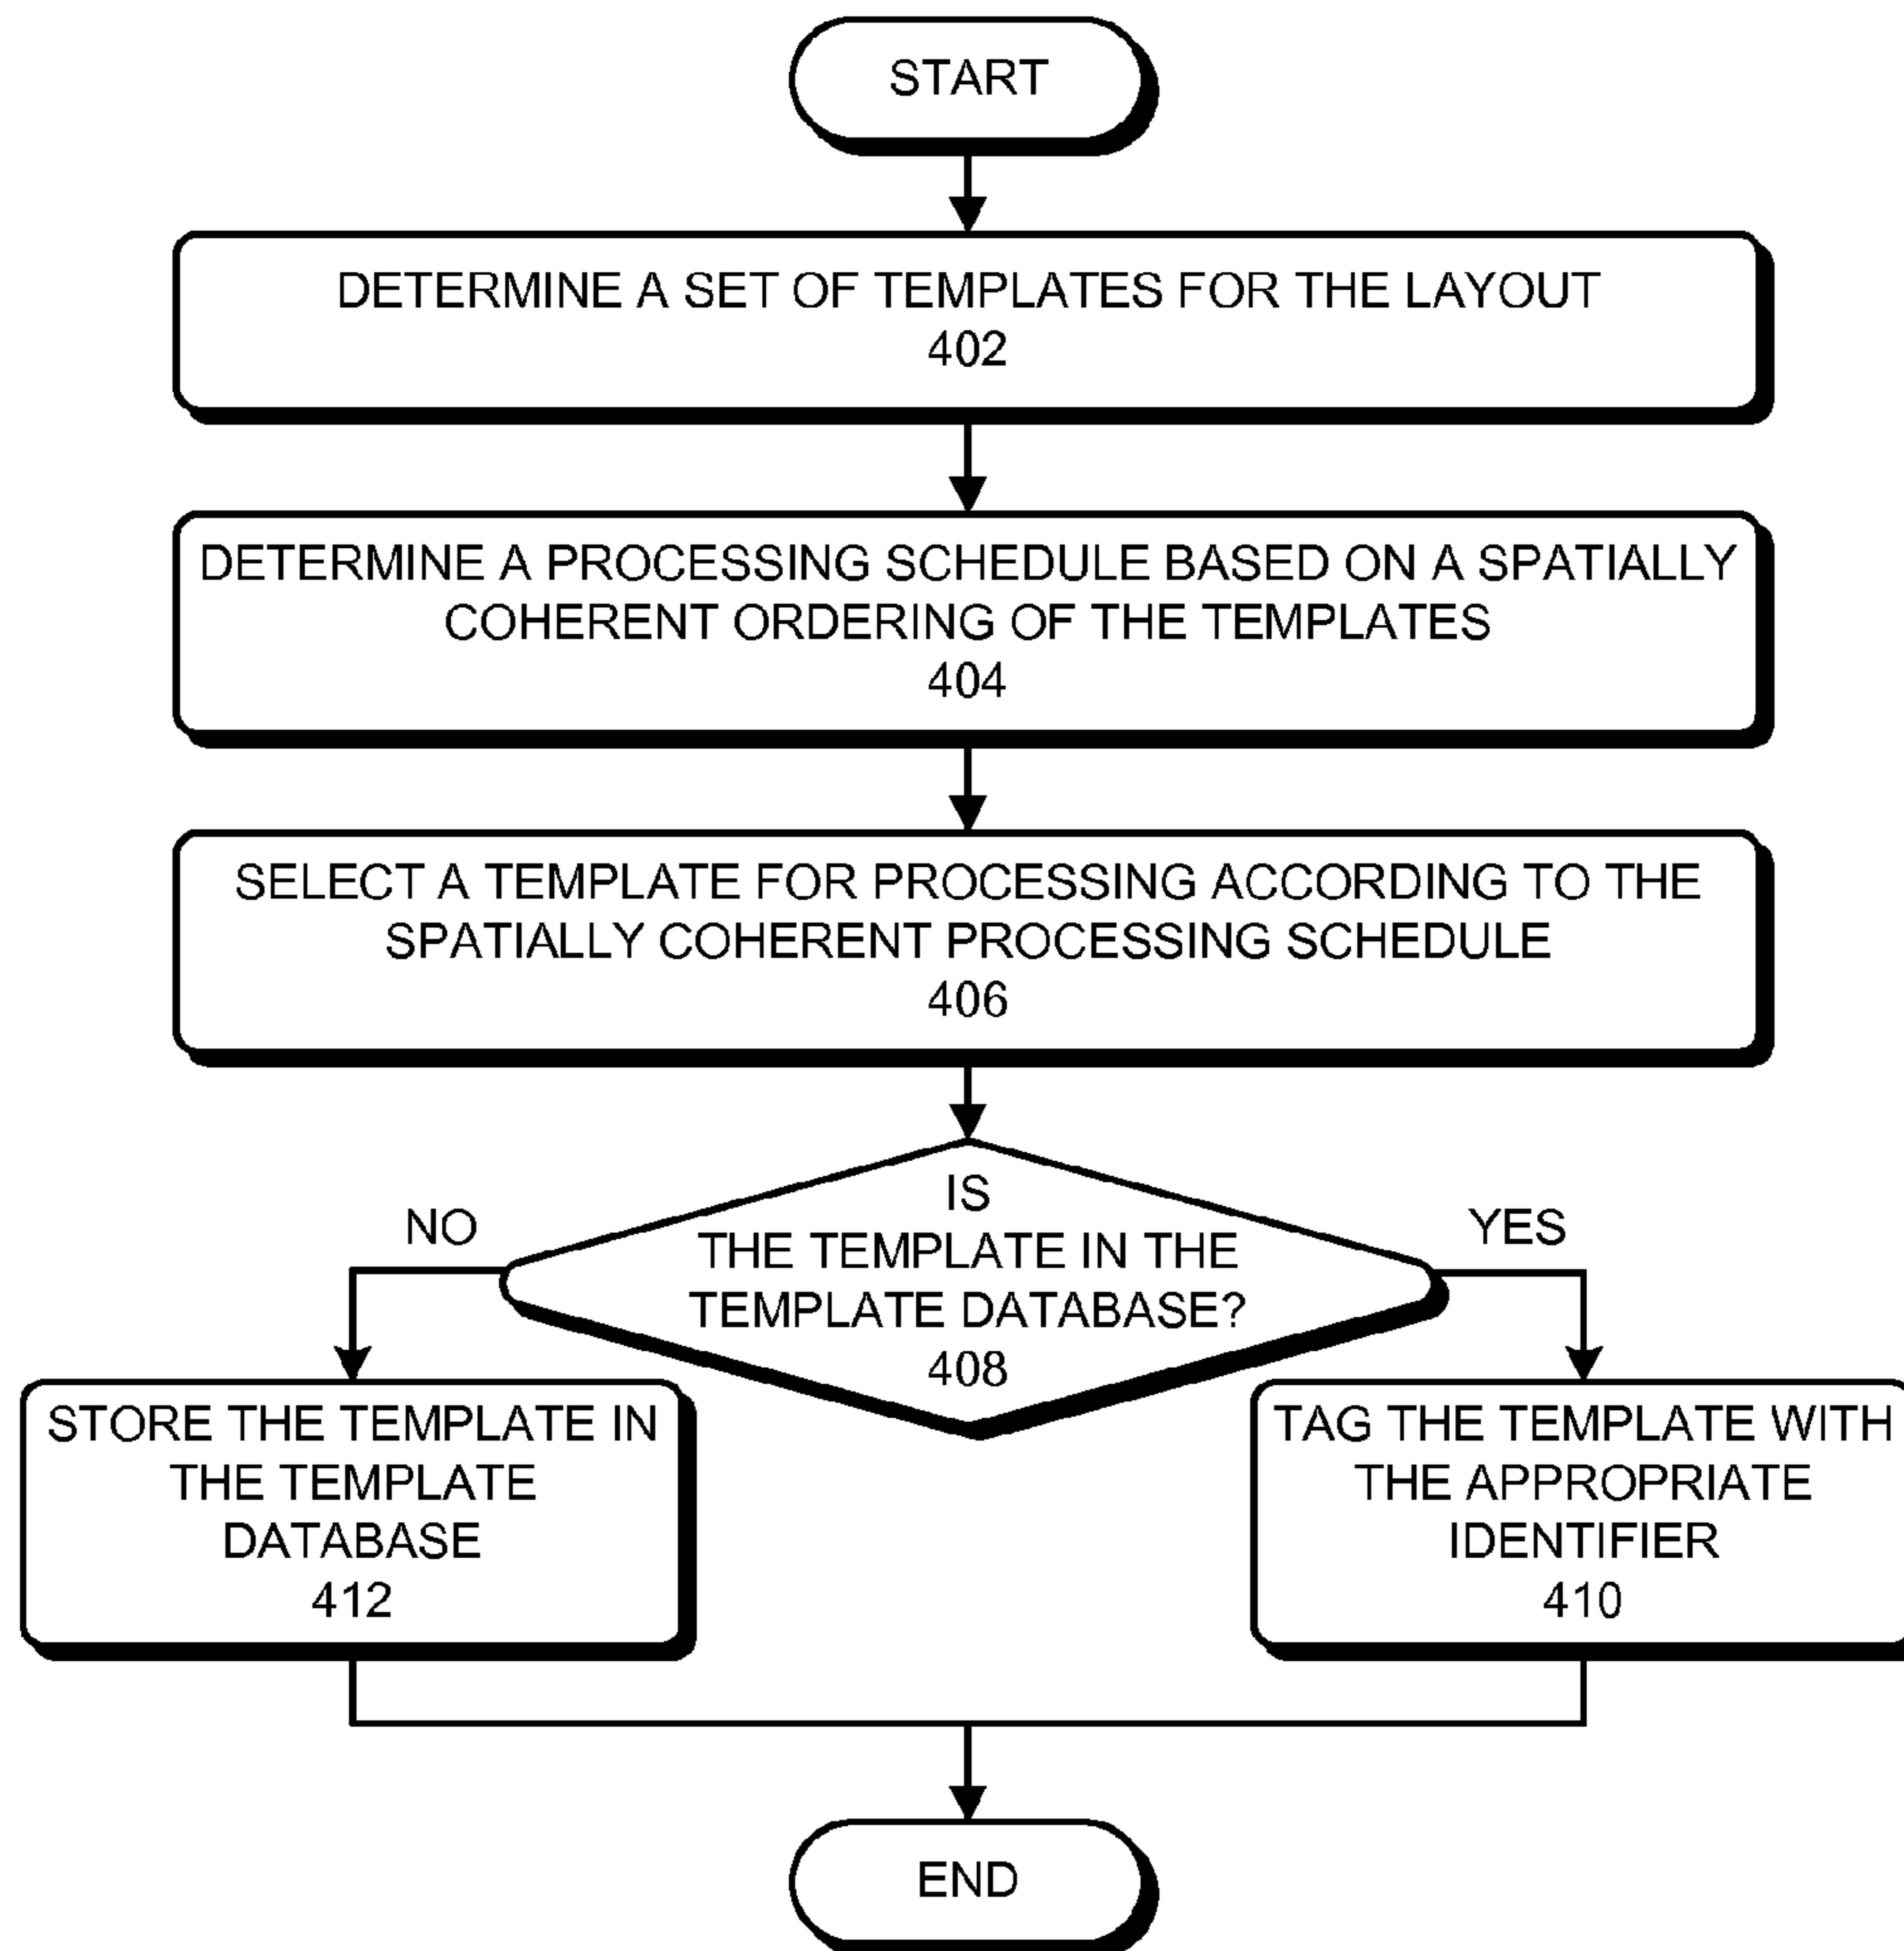 START
DETERMINE A SET OF TEMPLATES FOR THE LAYOUT
402
DETERMINE A PROCESSING SCHEDULE BASED ON A SPATIALLY
COHERENT ORDERING OF THE TEMPLATES
404
SELECT A TEMPLATE FOR PROCESSING ACCORDING TO THE
SPATIALLY COHERENT PROCESSING SCHEDULE
406
IS
THE TEMPLATE IN THE
TEMPLATE DATABASE?
408
NO
YES
STORE THE TEMPLATE IN
THE TEMPLATE
DATABASE
412
TAG THE TEMPLATE WITH
THE APPROPRIATE
IDENTIFIER
410
END